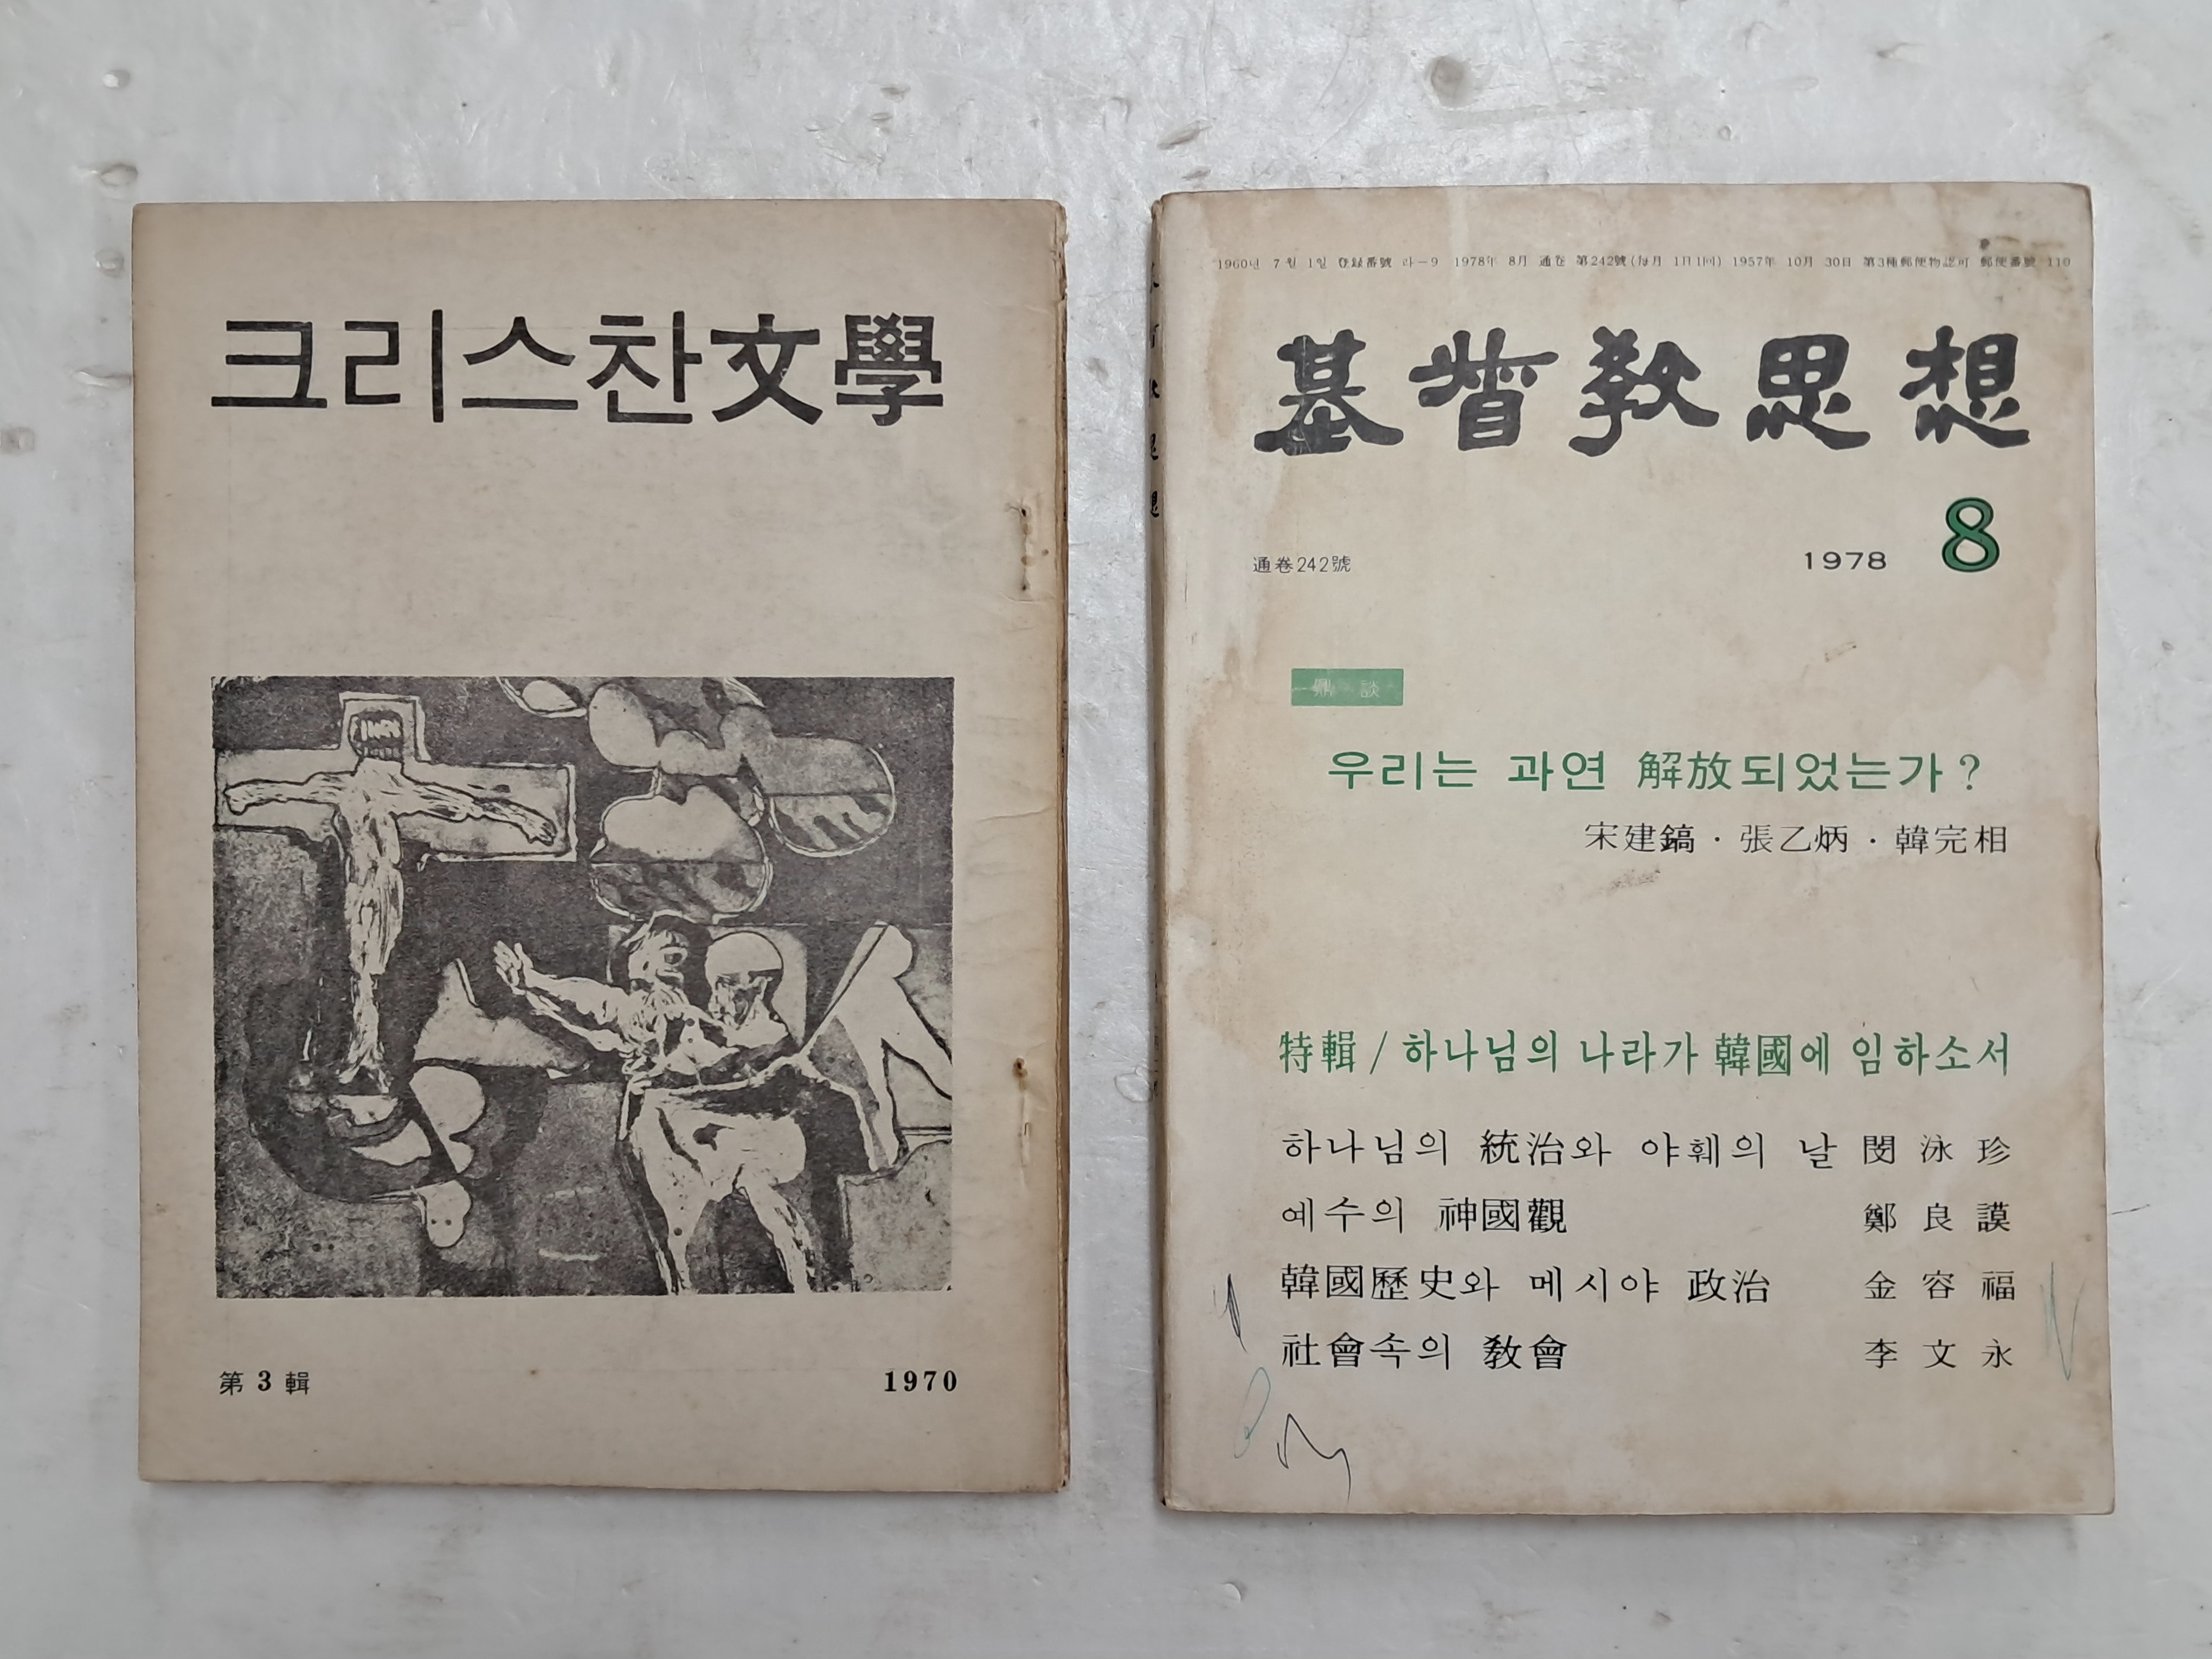 크리스찬文學
第3輯
1970
1960년 7월 1일 登録番號 라-9 1978年 8月 通巻 第242號(每月 1日1回) 1957年 10月 30日 第3種郵便物認可 郵便番號 110
基督敎思想
通卷242號
1978
8
鼎談
우리는 과연 解放되었는가?
宋建鎬·張乙炳·韓完相
特輯/하나님의 나라가 韓國에 임하소서
하나님의 統治와 야훼의 날 閔泳珍
예수의 神國觀 鄭良謨
韓國歷史와 메시야 政治 金容福
社會속의 敎會 李文永